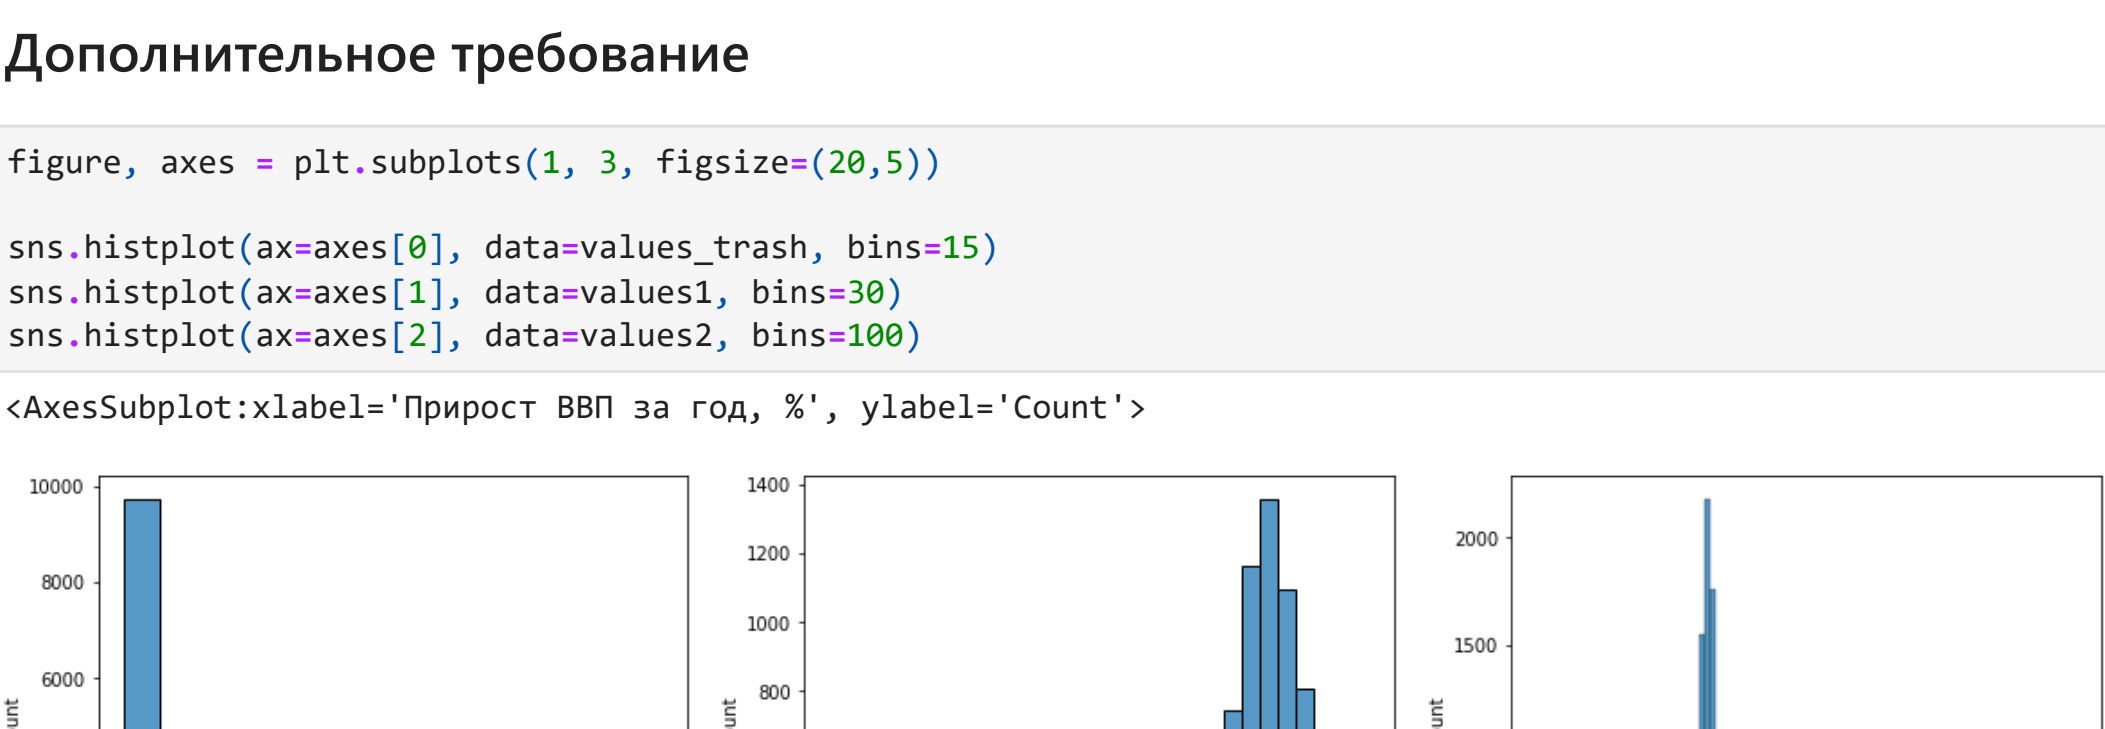 Дополнительное требование
figure, axes = plt.subplots(1, 3, figsize=(20,5))
sns.histplot(ax=axes[0], data=values_trash, bins=15)
sns.histplot(ax=axes[1], data=values1, bins=30)
sns.histplot(ax=axes[2], data=values2, bins=100)
<AxesSubplot:xlabel='Прирост ВВП за год, %', ylabel='Count'>
10000
8000
6000
1400
1200
1000
800
2000
1500